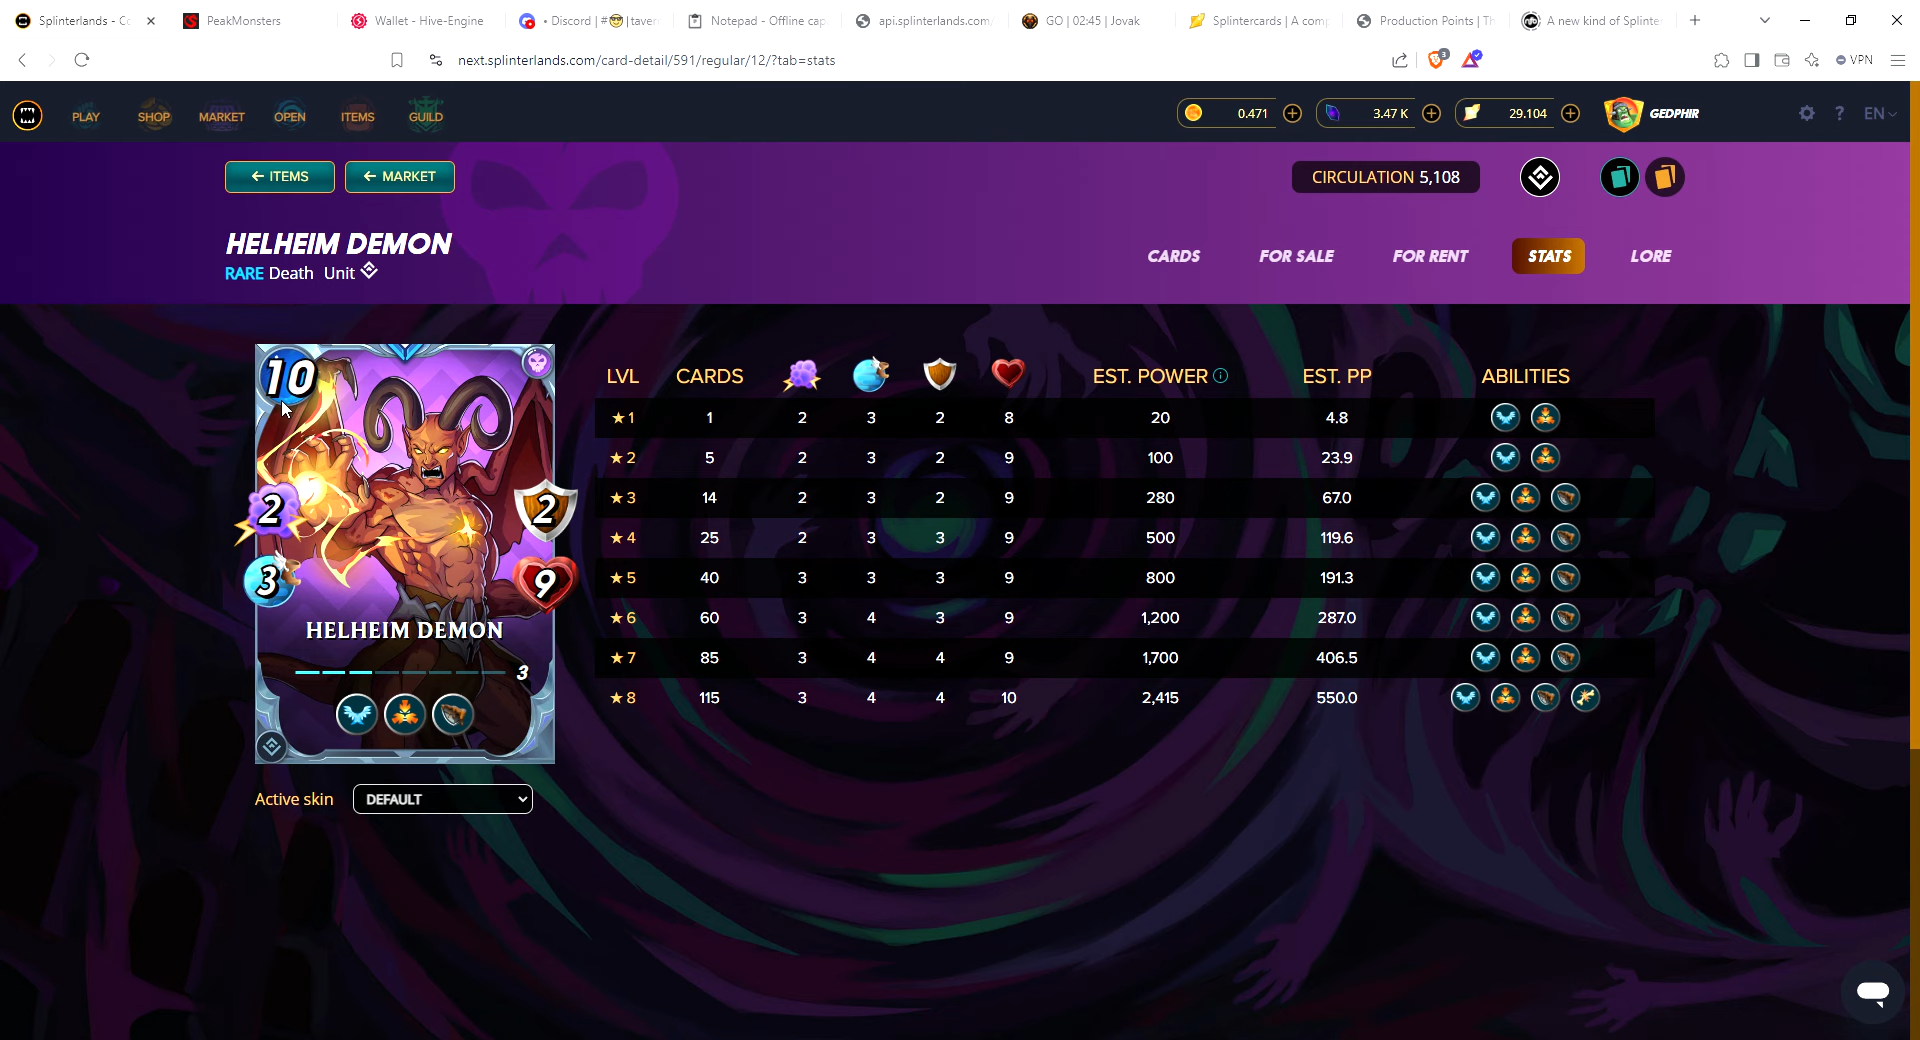 Splinterlands - Co
PeakMonsters
Wallet - Hive-Engine
• Discord | #😎|taver
Notepad - Offline cap
api.splinterlands.com/
GO | 02:45 | Jovak
Splintercards | A comp
Production Points | Th
A new kind of Splinte
next.splinterlands.com/card-detail/591/regular/12/?tab=stats
3
VPN
PLAY
SHOP
MARKET
OPEN
ITEMS
GUILD
0.471
3.47 K
29.104
GEDPHIR
?
EN
← ITEMS
← MARKET
CIRCULATION 5,108
HELHEIM DEMON
RARE Death Unit
CARDS
FOR SALE
FOR RENT
STATS
LORE
10
2
2
3
9
HELHEIM DEMON
3
Active skin
DEFAULT
LVL CARDS EST. POWER EST. PP ABILITIES
★ 1 1 2 3 2 8 20 4.8
★ 2 5 2 3 2 9 100 23.9
★ 3 14 2 3 2 9 280 67.0
★ 4 25 2 3 3 9 500 119.6
★ 5 40 3 3 3 9 800 191.3
★ 6 60 3 4 3 9 1,200 287.0
★ 7 85 3 4 4 9 1,700 406.5
★ 8 115 3 4 4 10 2,415 550.0